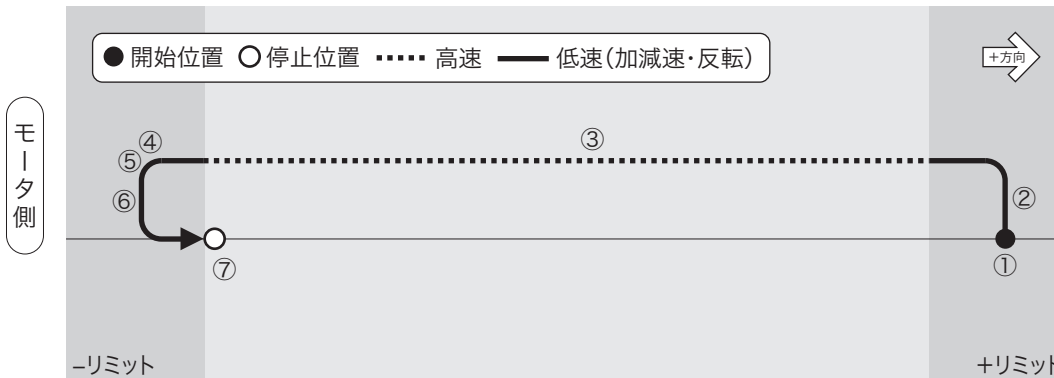 ●開始位置 ○停止位置 ･････ 高速 ━━ 低速(加減速･反転)
+方向
モータ側
③
④
⑤
⑥
②
⑦
①
−リミット
+リミット